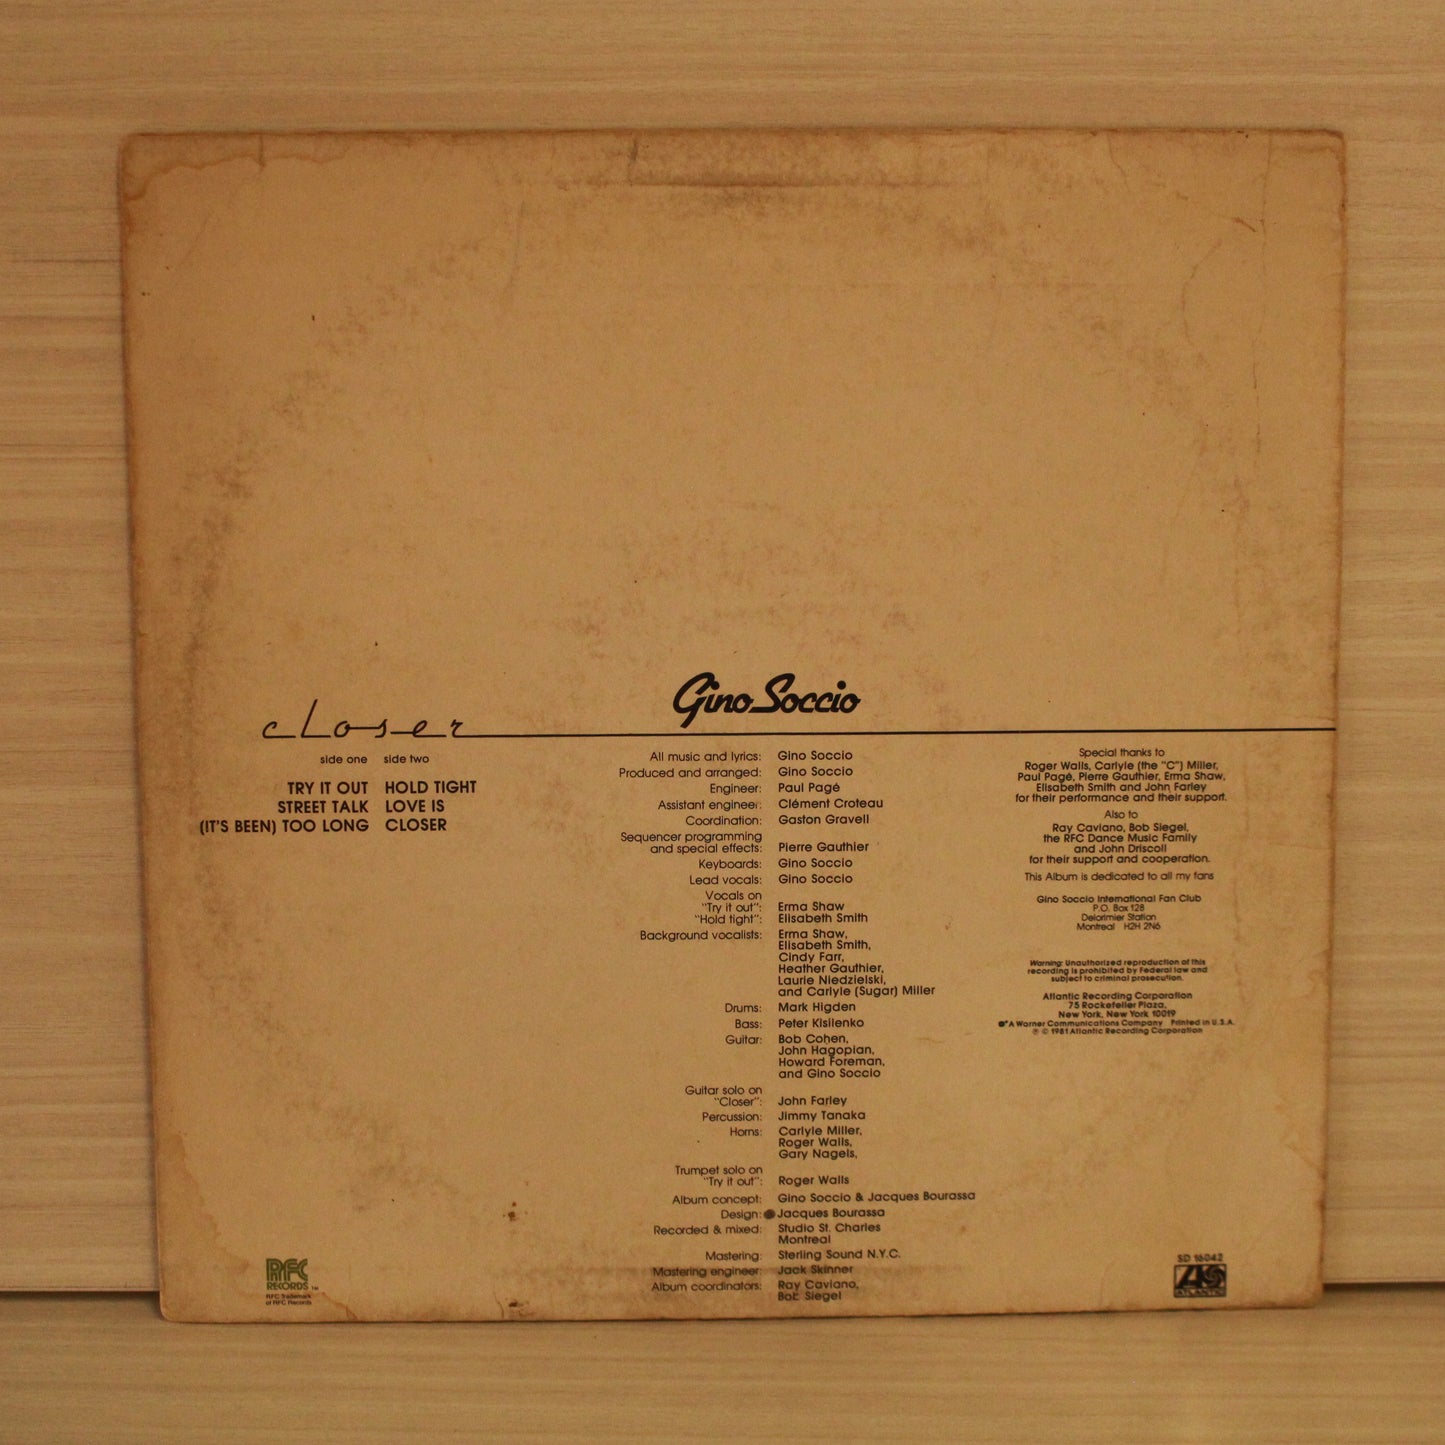 Gino Soccio
closer
side one side two
TRY IT OUT HOLD TIGHT
STREET TALK LOVE IS
(IT'S BEEN) TOO LONG CLOSER
All music and lyrics: Gino Soccio
Produced and arranged: Gino Soccio
Engineer: Paul Pagé
Assistant engineer: Clément Croteau
Coordination: Gaston Gravell
Sequencer programming
and special effects: Pierre Gauthier
Keyboards: Gino Soccio
Lead vocals: Gino Soccio
Vocals on
"Try it out": Erma Shaw
"Hold tight": Elisabeth Smith
Background vocalists: Erma Shaw,
Elisabeth Smith,
Cindy Farr,
Heather Gauthier,
Laurie Niedzielski,
and Carlyle (Sugar) Miller
Drums: Mark Higden
Bass: Peter Kisilenko
Guitar: Bob Cohen,
John Hagopian,
Howard Foreman,
and Gino Soccio
Guitar solo on
"Closer": John Farley
Percussion: Jimmy Tanaka
Horns: Carlyle Miller,
Roger Walls,
Gary Nagels,
Trumpet solo on
"Try it out": Roger Walls
Album concept: Gino Soccio & Jacques Bourassa
Design: Jacques Bourassa
Recorded & mixed: Studio St. Charles
Montreal
Mastering: Sterling Sound N.Y.C.
Mastering engineer: Jack Skinner
Album coordinators: Ray Caviano,
Bob Siegel
Special thanks to
Roger Walls, Carlyle (the "C") Miller,
Paul Pagé, Pierre Gauthier, Erma Shaw,
Elisabeth Smith and John Farley
for their performance and their support.
Also to
Ray Caviano, Bob Siegel,
the RFC Dance Music Family
and John Driscoll
for their support and cooperation.
This Album is dedicated to all my fans
Gino Soccio International Fan Club
P.O. Box 128
Delorimier Station
Montreal H2H 2N6
Warning: Unauthorized reproduction of this
recording is prohibited by Federal law and
subject to criminal prosecution.
Atlantic Recording Corporation
75 Rockefeller Plaza,
New York, New York 10019
A Warner Communications Company Printed in U.S.A.
℗ © 1981 Atlantic Recording Corporation
RFC
RECORDS ™
RFC Trademark
of RFC Records
SD 16042
ATLANTIC